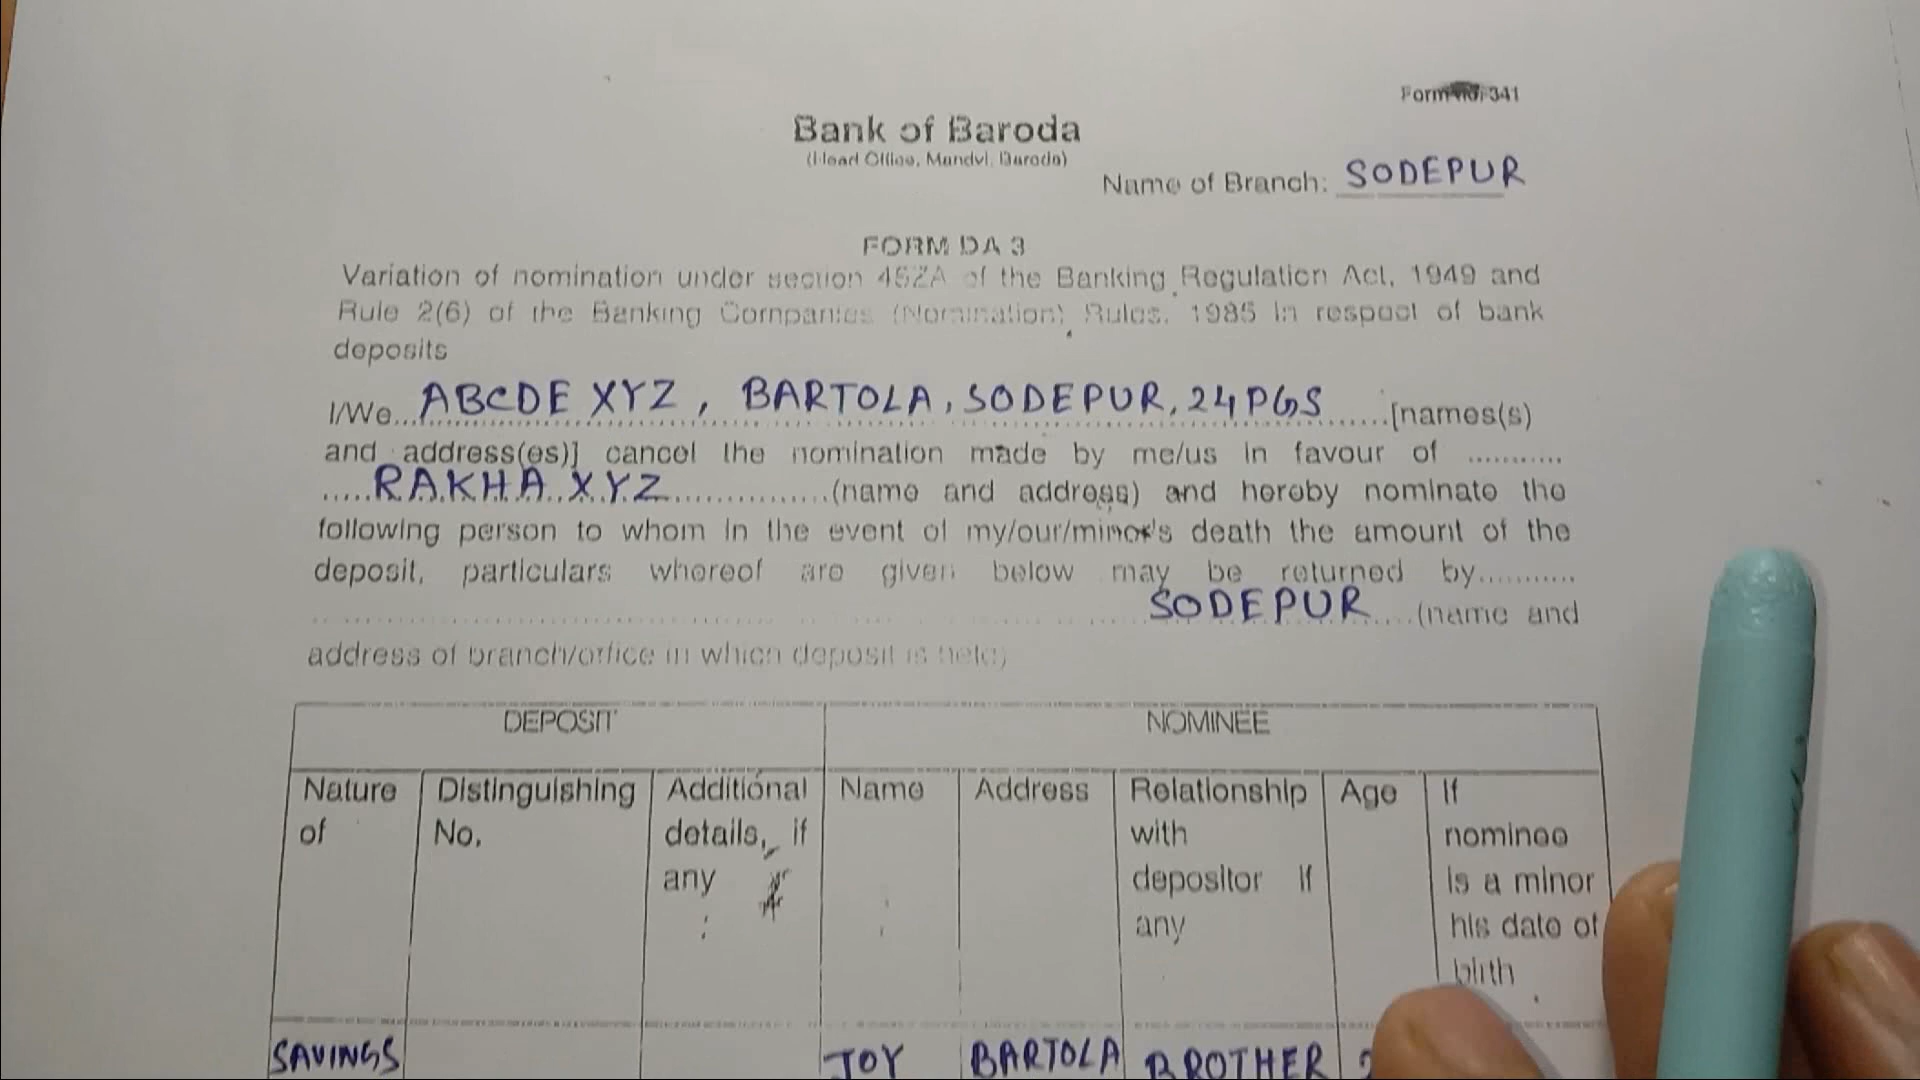 Form No. 341
Bank of Baroda
(Head Office, Mandvi, Baroda)
Name of Branch: SODEPUR
FORM DA 3
Variation of nomination under section 45ZA of the Banking Regulation Act, 1949 and
Rule 2(6) of the Banking Companies (Nomination) Rules, 1985 in respect of bank
deposits
I/We...ABCDE XYZ, BARTOLA, SODEPUR, 24 PGS......[names(s)
and address(es)] cancel the nomination made by me/us in favour of ...........
.....RAKHA XYZ...............(name and address) and hereby nominate the
following person to whom in the event of my/our/minor's death the amount of the
deposit, particulars whereof are given below may be returned by...........
SODEPUR....(name and
address of branch/office in which deposit is held)
DEPOSIT NOMINEE
Nature Distinguishing Additional Name Address Relationship Age If
of No. details, if with nominee
any depositor if is a minor
any his date of
birth
SAVINGS JOY BARTOLA BROTHER